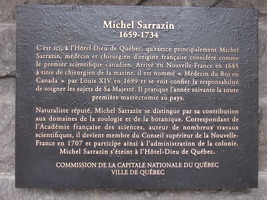 Michel Sarrazin
1659-1734
C'est ici, à l'Hôtel-Dieu de Québec, qu'exerce principalement Michel
Sarrazin, médecin et chirurgien d'origine française considéré comme
le premier scientifique canadien. Arrivé en Nouvelle-France en 1685
à titre de chirurgien de la marine, il est nommé « Médecin du Roi en
Canada » par Louis XIV en 1699 et se voit confier la responsabilité
de soigner les sujets de Sa Majesté. Il pratique l'année suivante la toute
première mastectomie au pays.
Naturaliste réputé, Michel Sarrazin se distingue par sa contribution
aux domaines de la zoologie et de la botanique. Correspondant de
l'Académie française des sciences, auteur de nombreux travaux
scientifiques, il devient membre du Conseil supérieur de la Nouvelle-
France en 1707 et participe ainsi à l'administration de la colonie.
Michel Sarrazin s'éteint à l'Hôtel-Dieu de Québec.
COMMISSION DE LA CAPITALE NATIONALE DU QUÉBEC
VILLE DE QUÉBEC